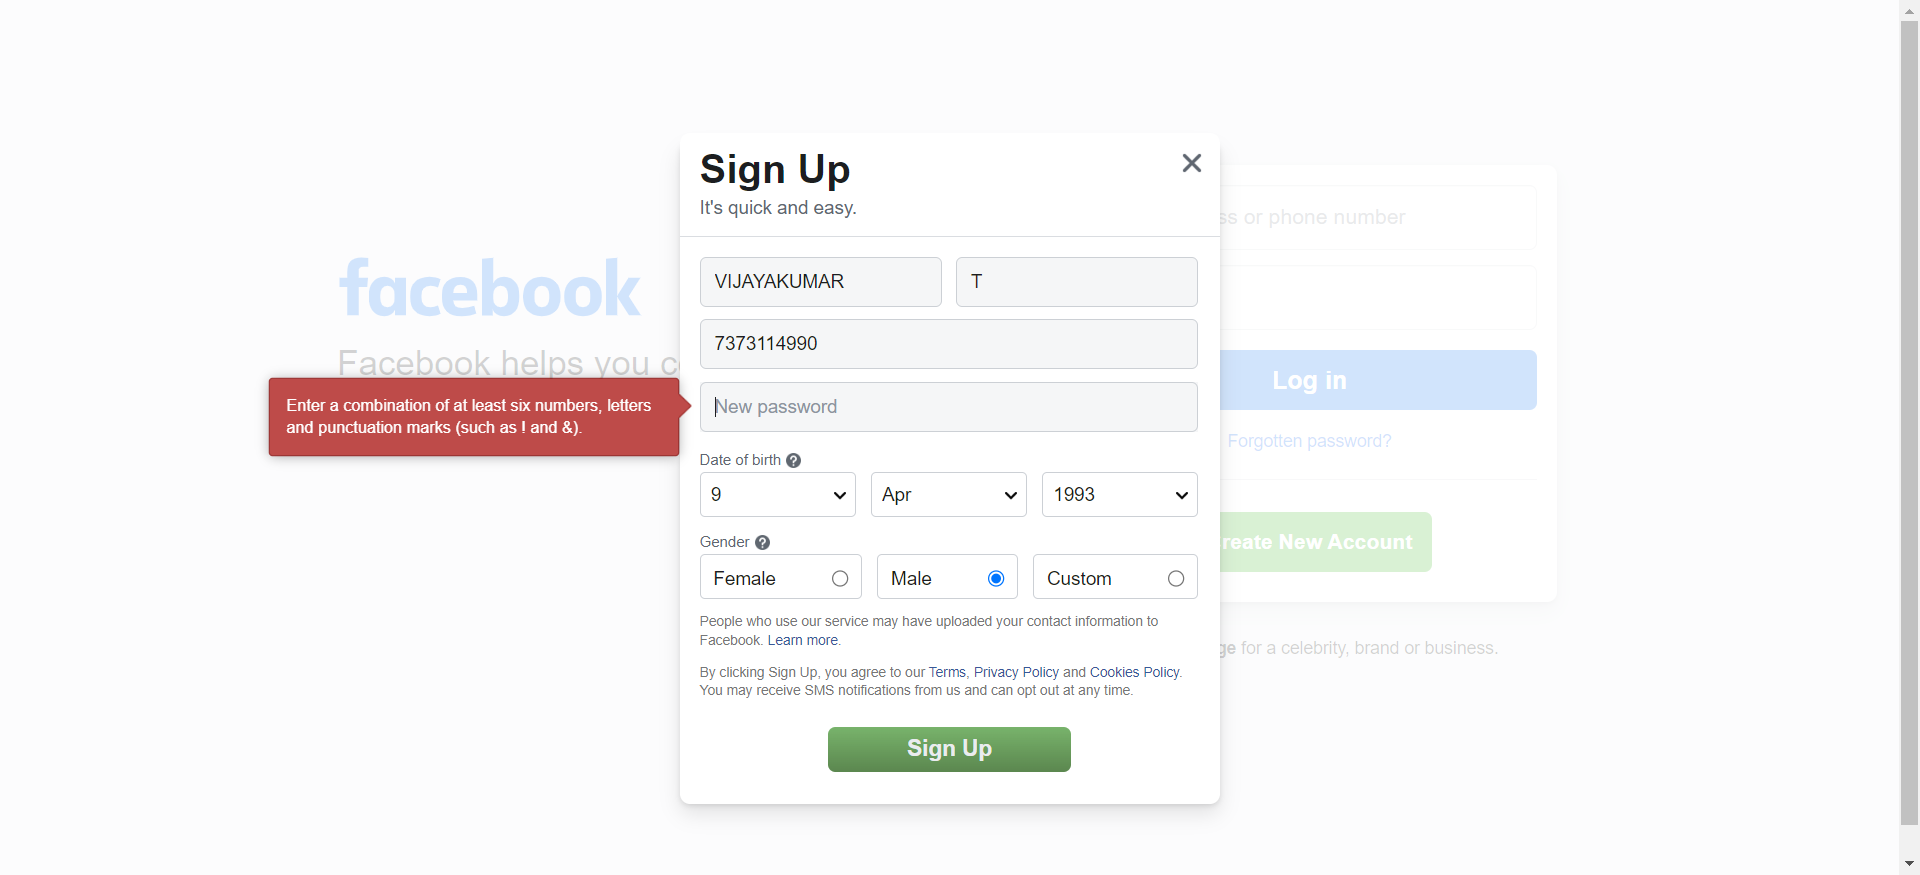 Sign Up
It's quick and easy.
facebook
Facebook helps you c
VIJAYAKUMAR
T
7373114990
New password
Enter a combination of at least six numbers, letters
and punctuation marks (such as ! and &).
Date of birth
9
Apr
1993
Gender
Female
Male
Custom
People who use our service may have uploaded your contact information to
Facebook. Learn more.
By clicking Sign Up, you agree to our Terms, Privacy Policy and Cookies Policy.
You may receive SMS notifications from us and can opt out at any time.
Sign Up
ss or phone number
Log in
Forgotten password?
reate New Account
ge for a celebrity, brand or business.